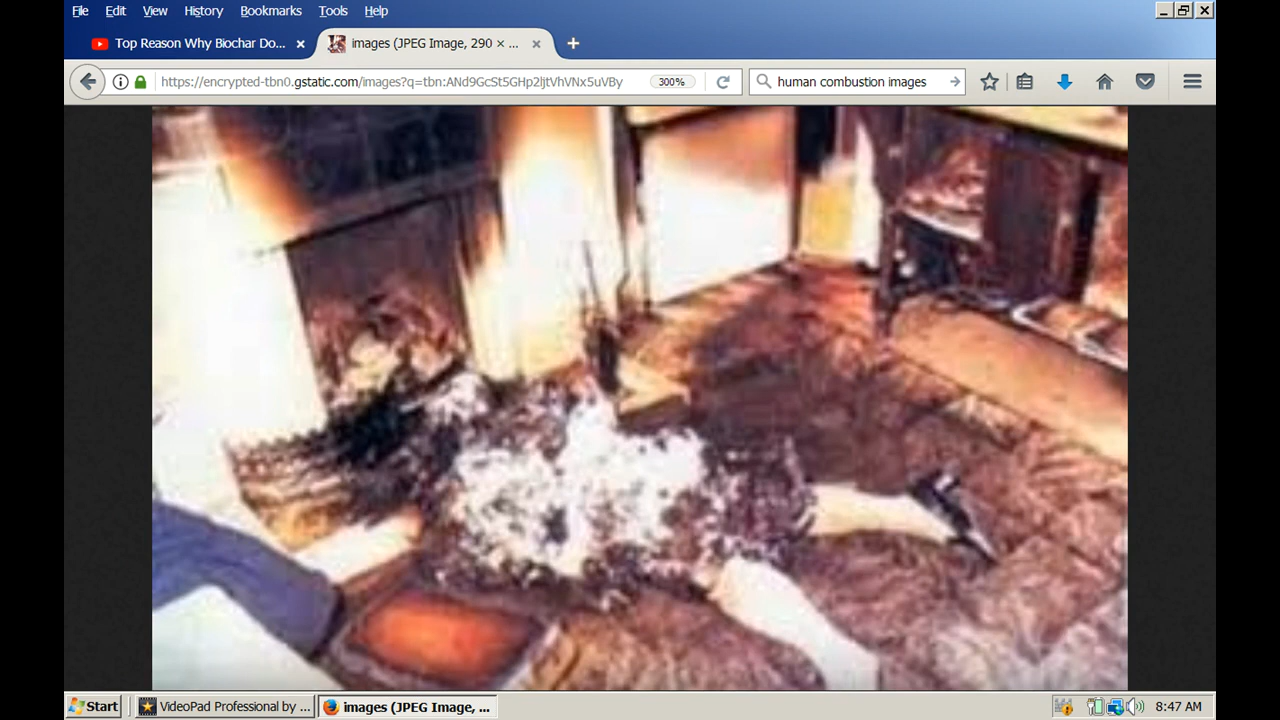 File Edit View History Bookmarks Tools Help
Top Reason Why Biochar Do... images (JPEG Image, 290 × ...
https://encrypted-tbn0.gstatic.com/images?q=tbn:ANd9GcSt5GHp2ljtVhVNx5uVBy 300% human combustion images
Start VideoPad Professional by ... images (JPEG Image, ... 8:47 AM